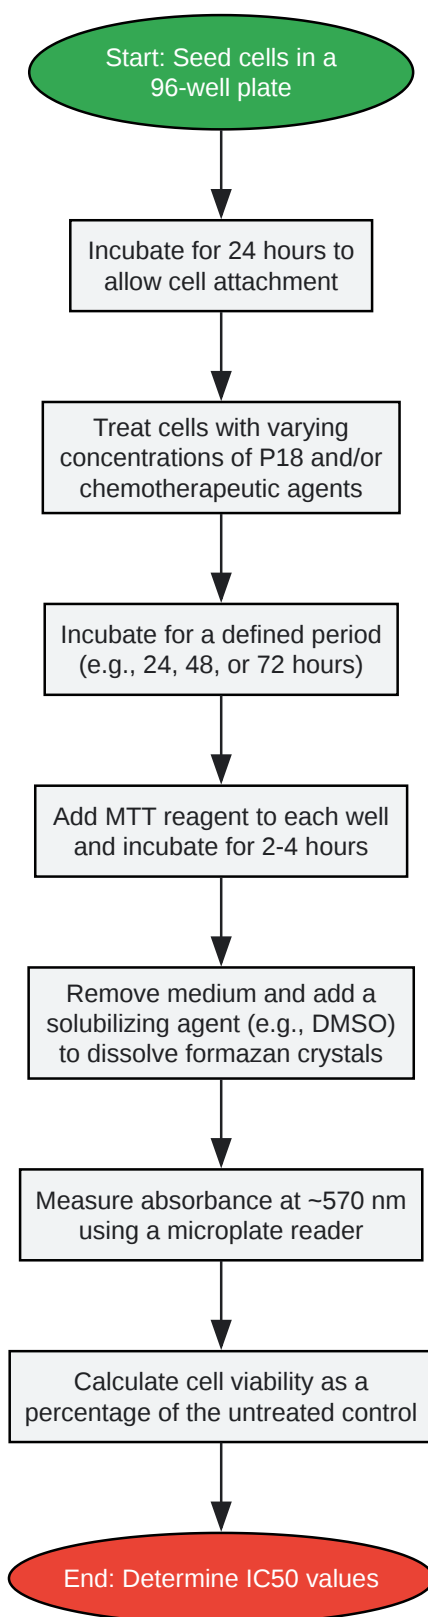 Start: Seed cells in a
96-well plate
Incubate for 24 hours to
allow cell attachment
Treat cells with varying
concentrations of P18 and/or
chemotherapeutic agents
Incubate for a defined period
(e.g., 24, 48, or 72 hours)
Add MTT reagent to each well
and incubate for 2-4 hours
Remove medium and add a
solubilizing agent (e.g., DMSO)
to dissolve formazan crystals
Measure absorbance at ~570 nm
using a microplate reader
Calculate cell viability as a
percentage of the untreated control
End: Determine IC50 values